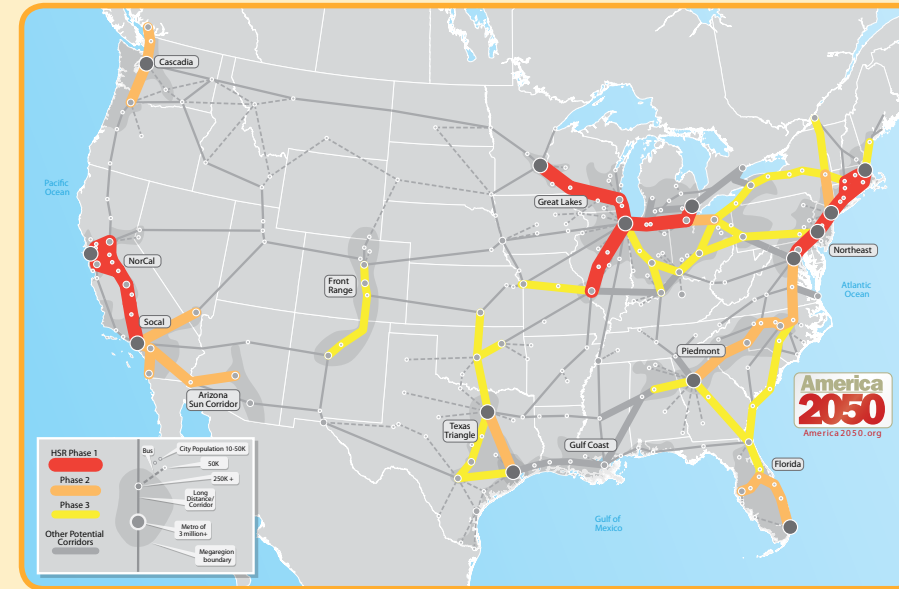 Cascadia
Pacific
Ocean
Great Lakes
NorCal
Northeast
Front
Range
Atlantic
Ocean
Socal
Piedmont
Arizona
Sun Corridor
America
2050
America2050.org
Texas
Triangle
Gulf Coast
Florida
Gulf of
Mexico
HSR Phase 1
Phase 2
Phase 3
Other Potential
Corridors
Bus
City Population 10-50K
50K
250K +
Long
Distance/
Corridor
Metro of
3 million+
Megaregion
boundary